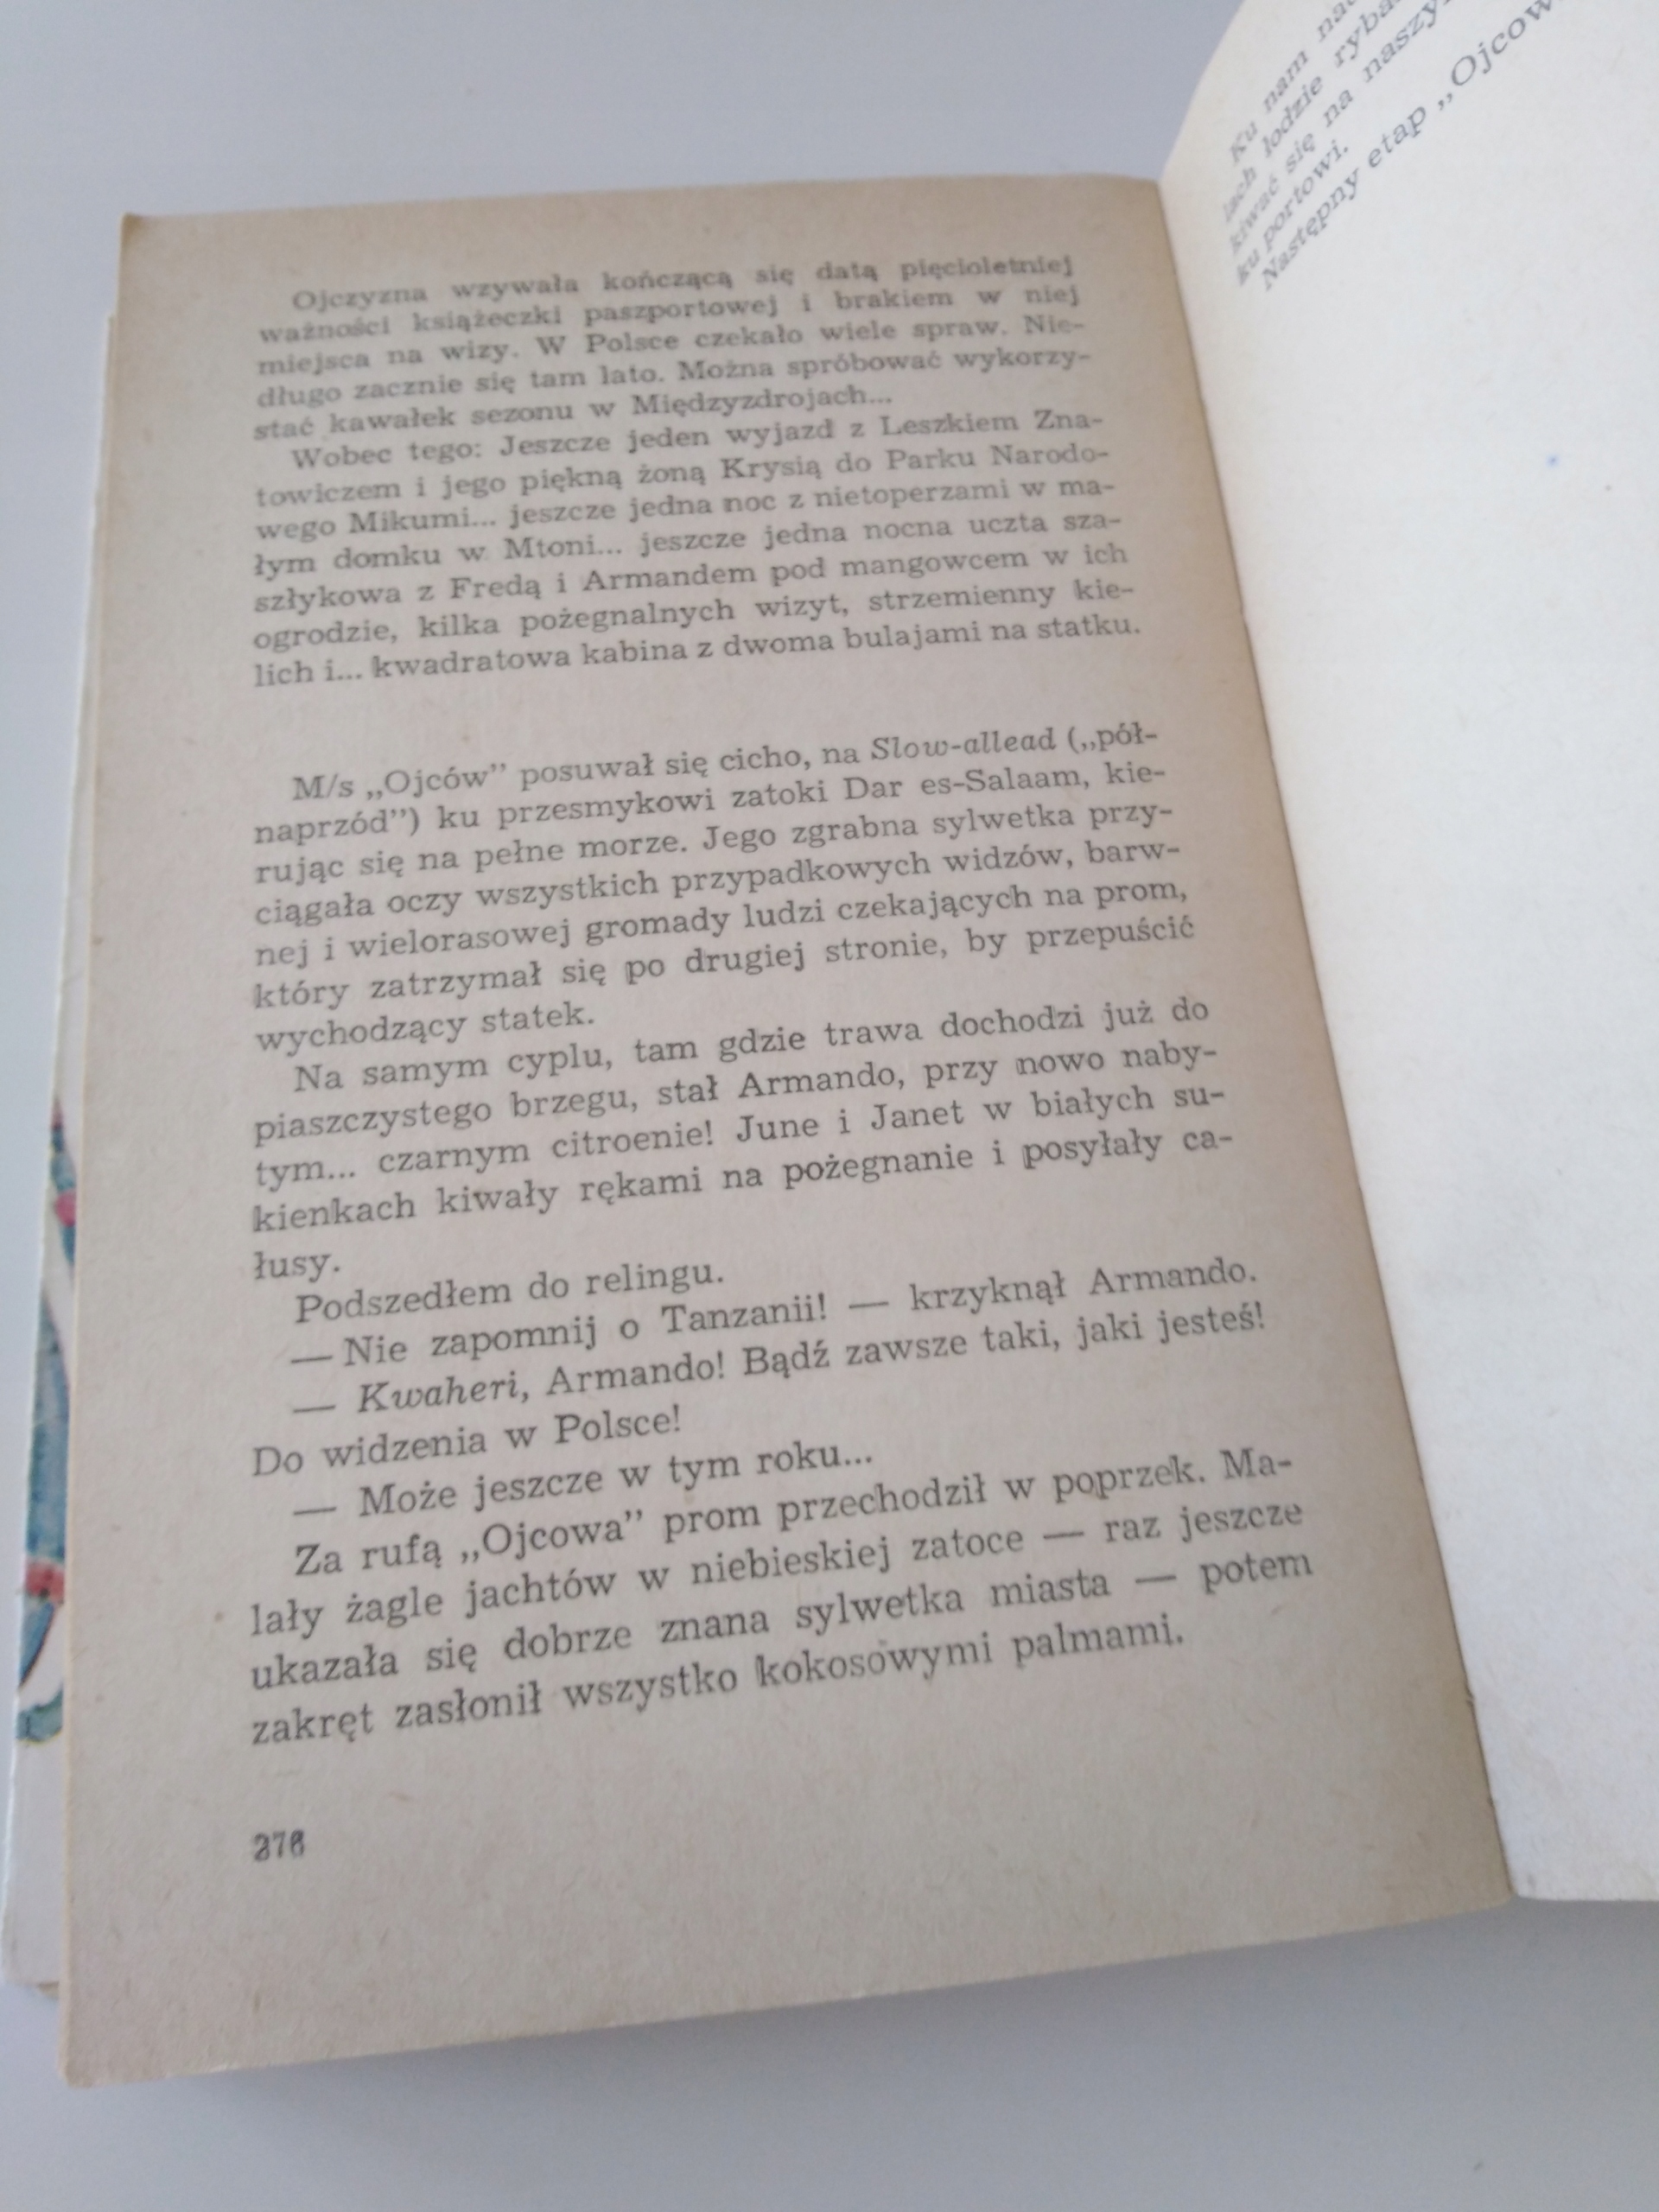 Ojczyzna wzywała kończącą się datą pięcioletniej
ważności książeczki paszportowej i brakiem w niej
miejsca na wizy. W Polsce czekało wiele spraw. Nie-
długo zacznie się tam lato. Można spróbować wykorzy-
stać kawałek sezonu w Międzyzdrojach...
Wobec tego: Jeszcze jeden wyjazd z Leszkiem Zna-
towiczem i jego piękną żoną Krysią do Parku Narodo-
wego Mikumi... jeszcze jedna noc z nietoperzami w ma-
łym domku w Mtoni... jeszcze jedna nocna uczta sza-
szłykowa z Fredą i Armandem pod mangowcem w ich
ogrodzie, kilka pożegnalnych wizyt, strzemienny kie-
lich i... kwadratowa kabina z dwoma bulajami na statku.
M/s „Ojców” posuwał się cicho, na Slow-allead („pół-
naprzód”) ku przesmykowi zatoki Dar es-Salaam, kie-
rując się na pełne morze. Jego zgrabna sylwetka przy-
ciągała oczy wszystkich przypadkowych widzów, barw-
nej i wielorasowej gromady ludzi czekających na prom,
który zatrzymał się po drugiej stronie, by przepuścić
wychodzący statek.
Na samym cyplu, tam gdzie trawa dochodzi już do
piaszczystego brzegu, stał Armando, przy nowo naby-
tym... czarnym citroenie! June i Janet w białych su-
kienkach kiwały rękami na pożegnanie i posyłały ca-
łusy.
Podszedłem do relingu.
— Nie zapomnij o Tanzanii! — krzyknął Armando.
— Kwaheri, Armando! Bądź zawsze taki, jaki jesteś!
Do widzenia w Polsce!
— Może jeszcze w tym roku...
Za rufą „Ojcowa” prom przechodził w poprzek. Ma-
lały żagle jachtów w niebieskiej zatoce — raz jeszcze
ukazała się dobrze znana sylwetka miasta — potem
zakręt zasłonił wszystko kokosowymi palmami.
Ku nam
łodzie
kiwać się na
ku portowi.
Następny etap